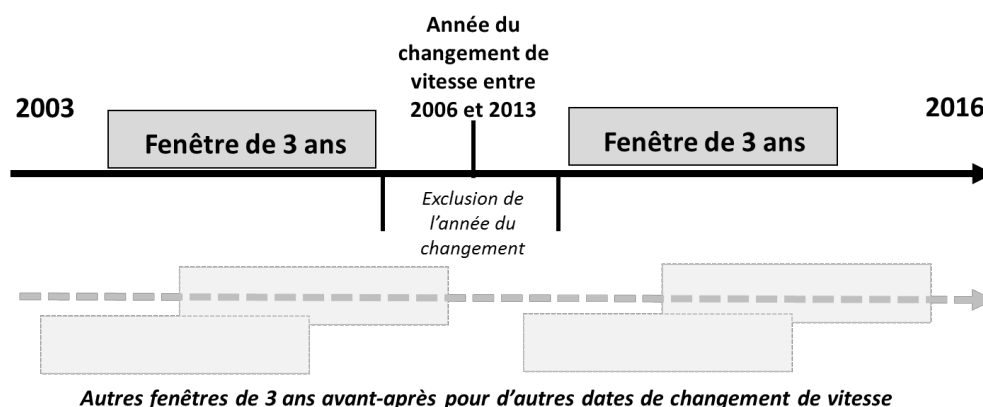 Année du
changement de
vitesse entre
2006 et 2013
2003
2016
Fenêtre de 3 ans
Fenêtre de 3 ans
Exclusion de
l'année du
changement
Autres fenêtres de 3 ans avant-après pour d'autres dates de changement de vitesse